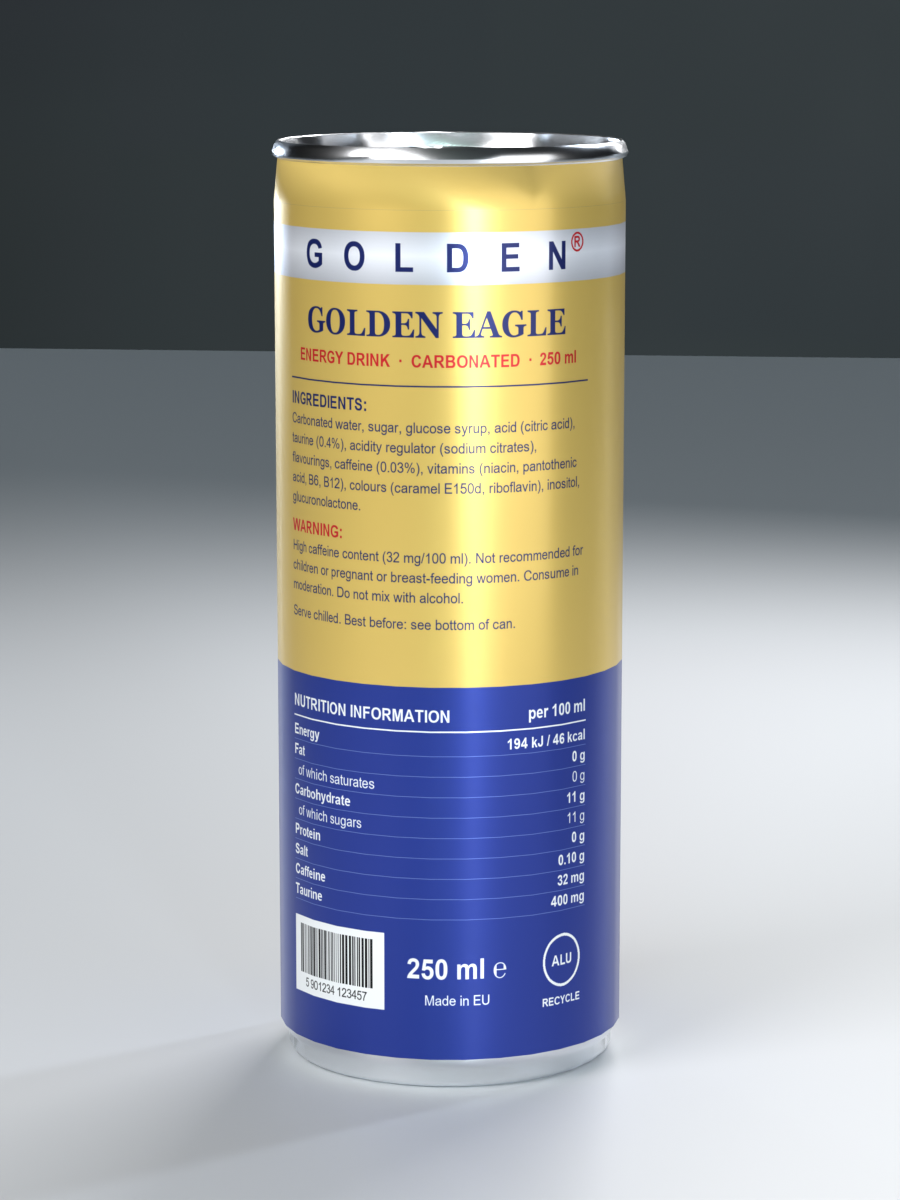 GOLDEN®
GOLDEN EAGLE
ENERGY DRINK · CARBONATED · 250 ml
INGREDIENTS:
Carbonated water, sugar, glucose syrup, acid (citric acid),
taurine (0.4%), acidity regulator (sodium citrates),
flavourings, caffeine (0.03%), vitamins (niacin, pantothenic
acid, B6, B12), colours (caramel E150d, riboflavin), inositol,
glucuronolactone.
WARNING:
High caffeine content (32 mg/100 ml). Not recommended for
children or pregnant or breast-feeding women. Consume in
moderation. Do not mix with alcohol.
Serve chilled. Best before: see bottom of can.
NUTRITION INFORMATION per 100 ml
Energy 194 kJ / 46 kcal
Fat 0 g
of which saturates 0 g
Carbohydrate 11 g
of which sugars 11 g
Protein 0 g
Salt 0.10 g
Caffeine 32 mg
Taurine 400 mg
5 901234 123457
250 ml e
Made in EU
ALU
RECYCLE